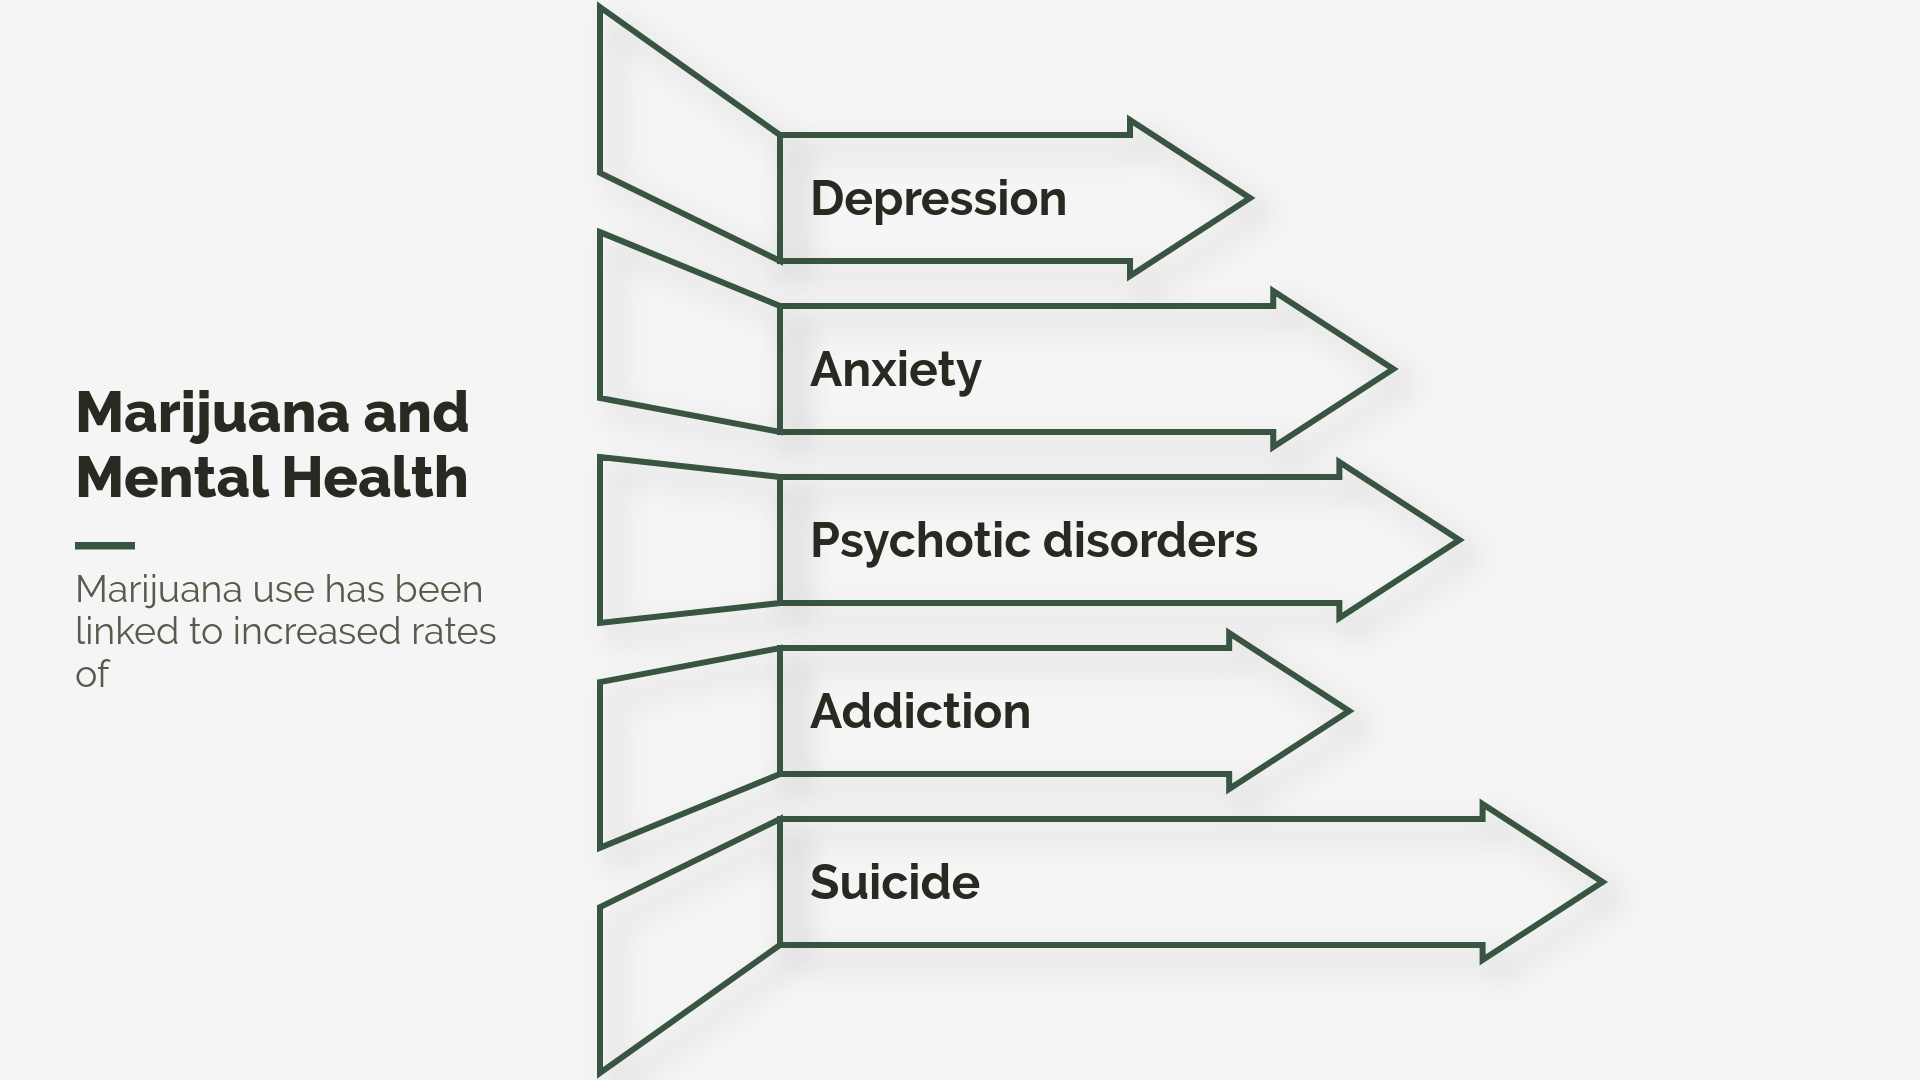 Marijuana and
Mental Health
Marijuana use has been
linked to increased rates
of
Depression
Anxiety
Psychotic disorders
Addiction
Suicide